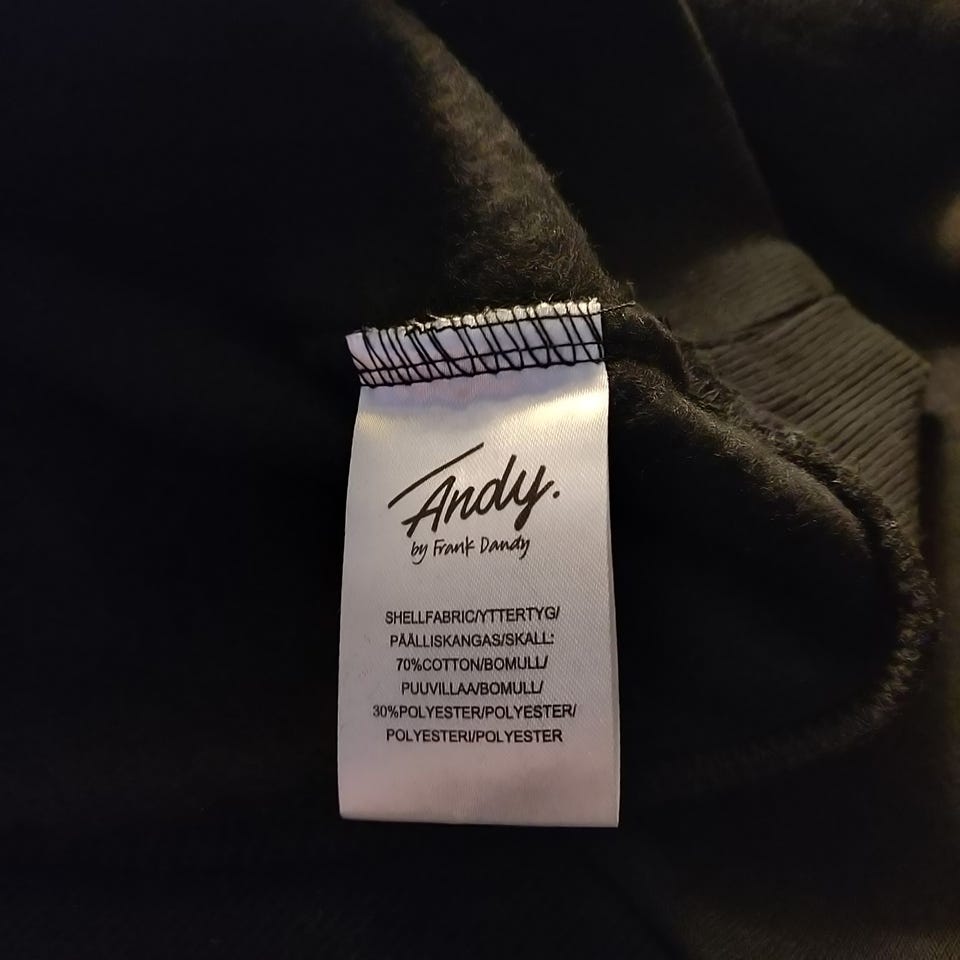 Andy.
by Frank Dandy
SHELLFABRIC/YTTERTYG/
PÄÄLLISKANGAS/SKALL:
70%COTTON/BOMULL/
PUUVILLAA/BOMULL/
30%POLYESTER/POLYESTER/
POLYESTERI/POLYESTER